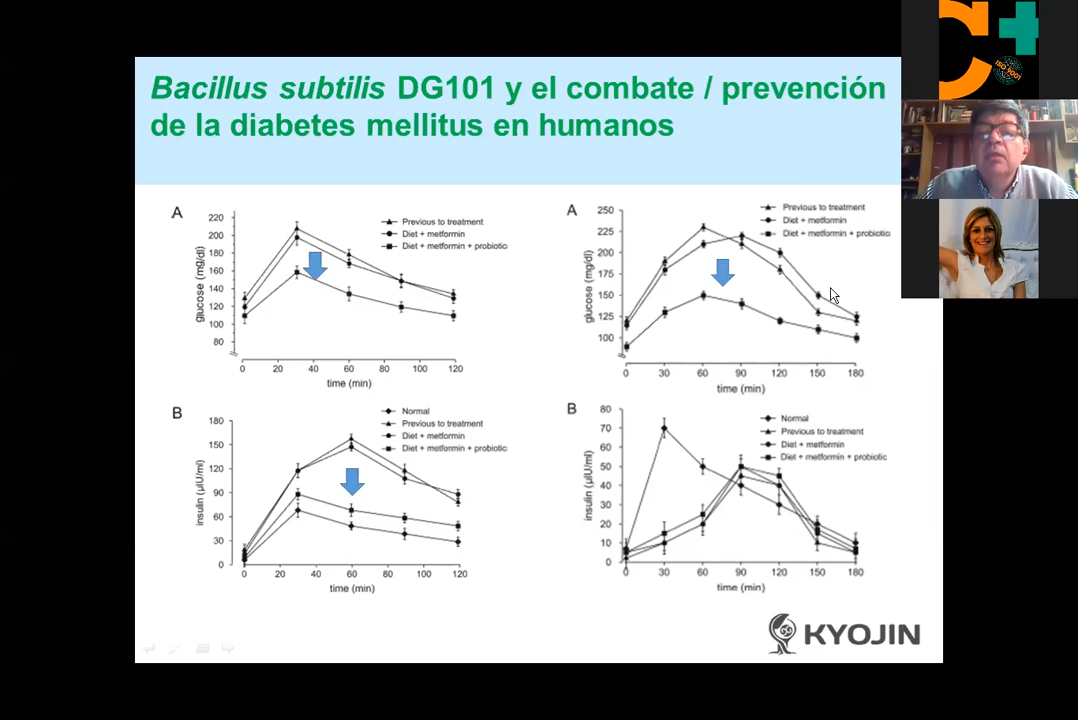 Bacillus subtilis DG101 y el combate / prevención
de la diabetes mellitus en humanos
ISO 9001
A
220
200
180
160
140
120
100
80
glucose (mg/dl)
Previous to treatment
Diet + metformin
Diet + metformin + probiotic
0 20 40 60 80 100 120
time (min)
A
250
225
200
175
150
125
100
glucose (mg/dl)
Previous to treatment
Diet + metformin
Diet + metformin + probiotic
0 30 60 90 120 150 180
time (min)
B
180
150
120
90
60
30
0
insulin (µIU/ml)
Normal
Previous to treatment
Diet + metformin
Diet + metformin + probiotic
0 20 40 60 80 100 120
time (min)
B
80
70
60
50
40
30
20
10
0
insulin (µIU/ml)
Normal
Previous to treatment
Diet + metformin
Diet + metformin + probiotic
0 30 60 90 120 150 180
time (min)
KYOJIN